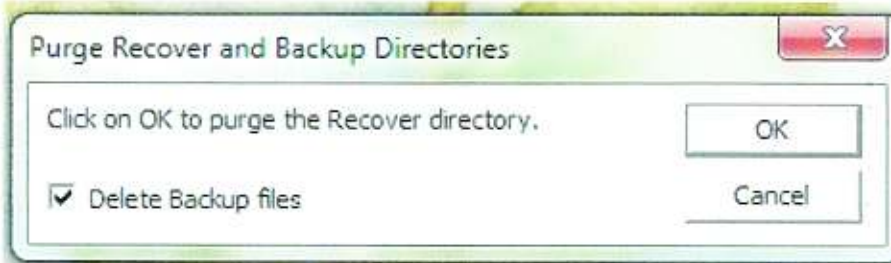 Purge Recover and Backup Directories
Click on OK to purge the Recover directory.
OK
Delete Backup files
Cancel